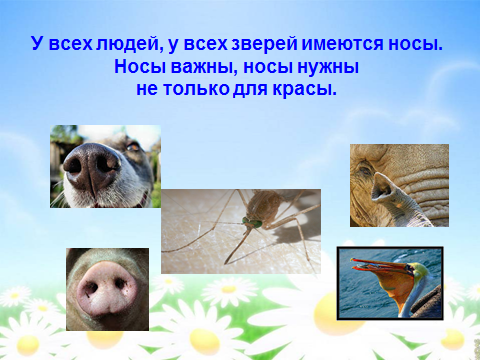 У всех людей, у всех зверей имеются носы.
Носы важны, носы нужны
не только для красы.